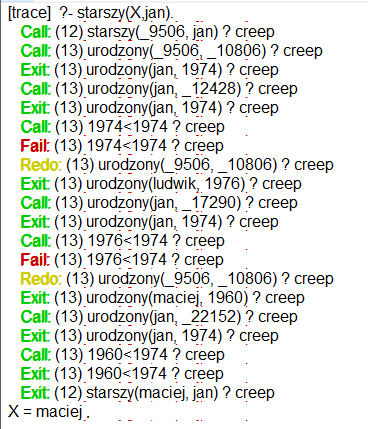 [trace]  ?- starszy(X,jan).
Call: (12) starszy(_9506, jan) ? creep
Call: (13) urodzony(_9506, _10806) ? creep
Exit: (13) urodzony(jan, 1974) ? creep
Call: (13) urodzony(jan, _12428) ? creep
Exit: (13) urodzony(jan, 1974) ? creep
Call: (13) 1974<1974 ? creep
Fail: (13) 1974<1974 ? creep
Redo: (13) urodzony(_9506, _10806) ? creep
Exit: (13) urodzony(ludwik, 1976) ? creep
Call: (13) urodzony(jan, _17290) ? creep
Exit: (13) urodzony(jan, 1974) ? creep
Call: (13) 1976<1974 ? creep
Fail: (13) 1976<1974 ? creep
Redo: (13) urodzony(_9506, _10806) ? creep
Exit: (13) urodzony(maciej, 1960) ? creep
Call: (13) urodzony(jan, _22152) ? creep
Exit: (13) urodzony(jan, 1974) ? creep
Call: (13) 1960<1974 ? creep
Exit: (13) 1960<1974 ? creep
Exit: (12) starszy(maciej, jan) ? creep
X = maciej .